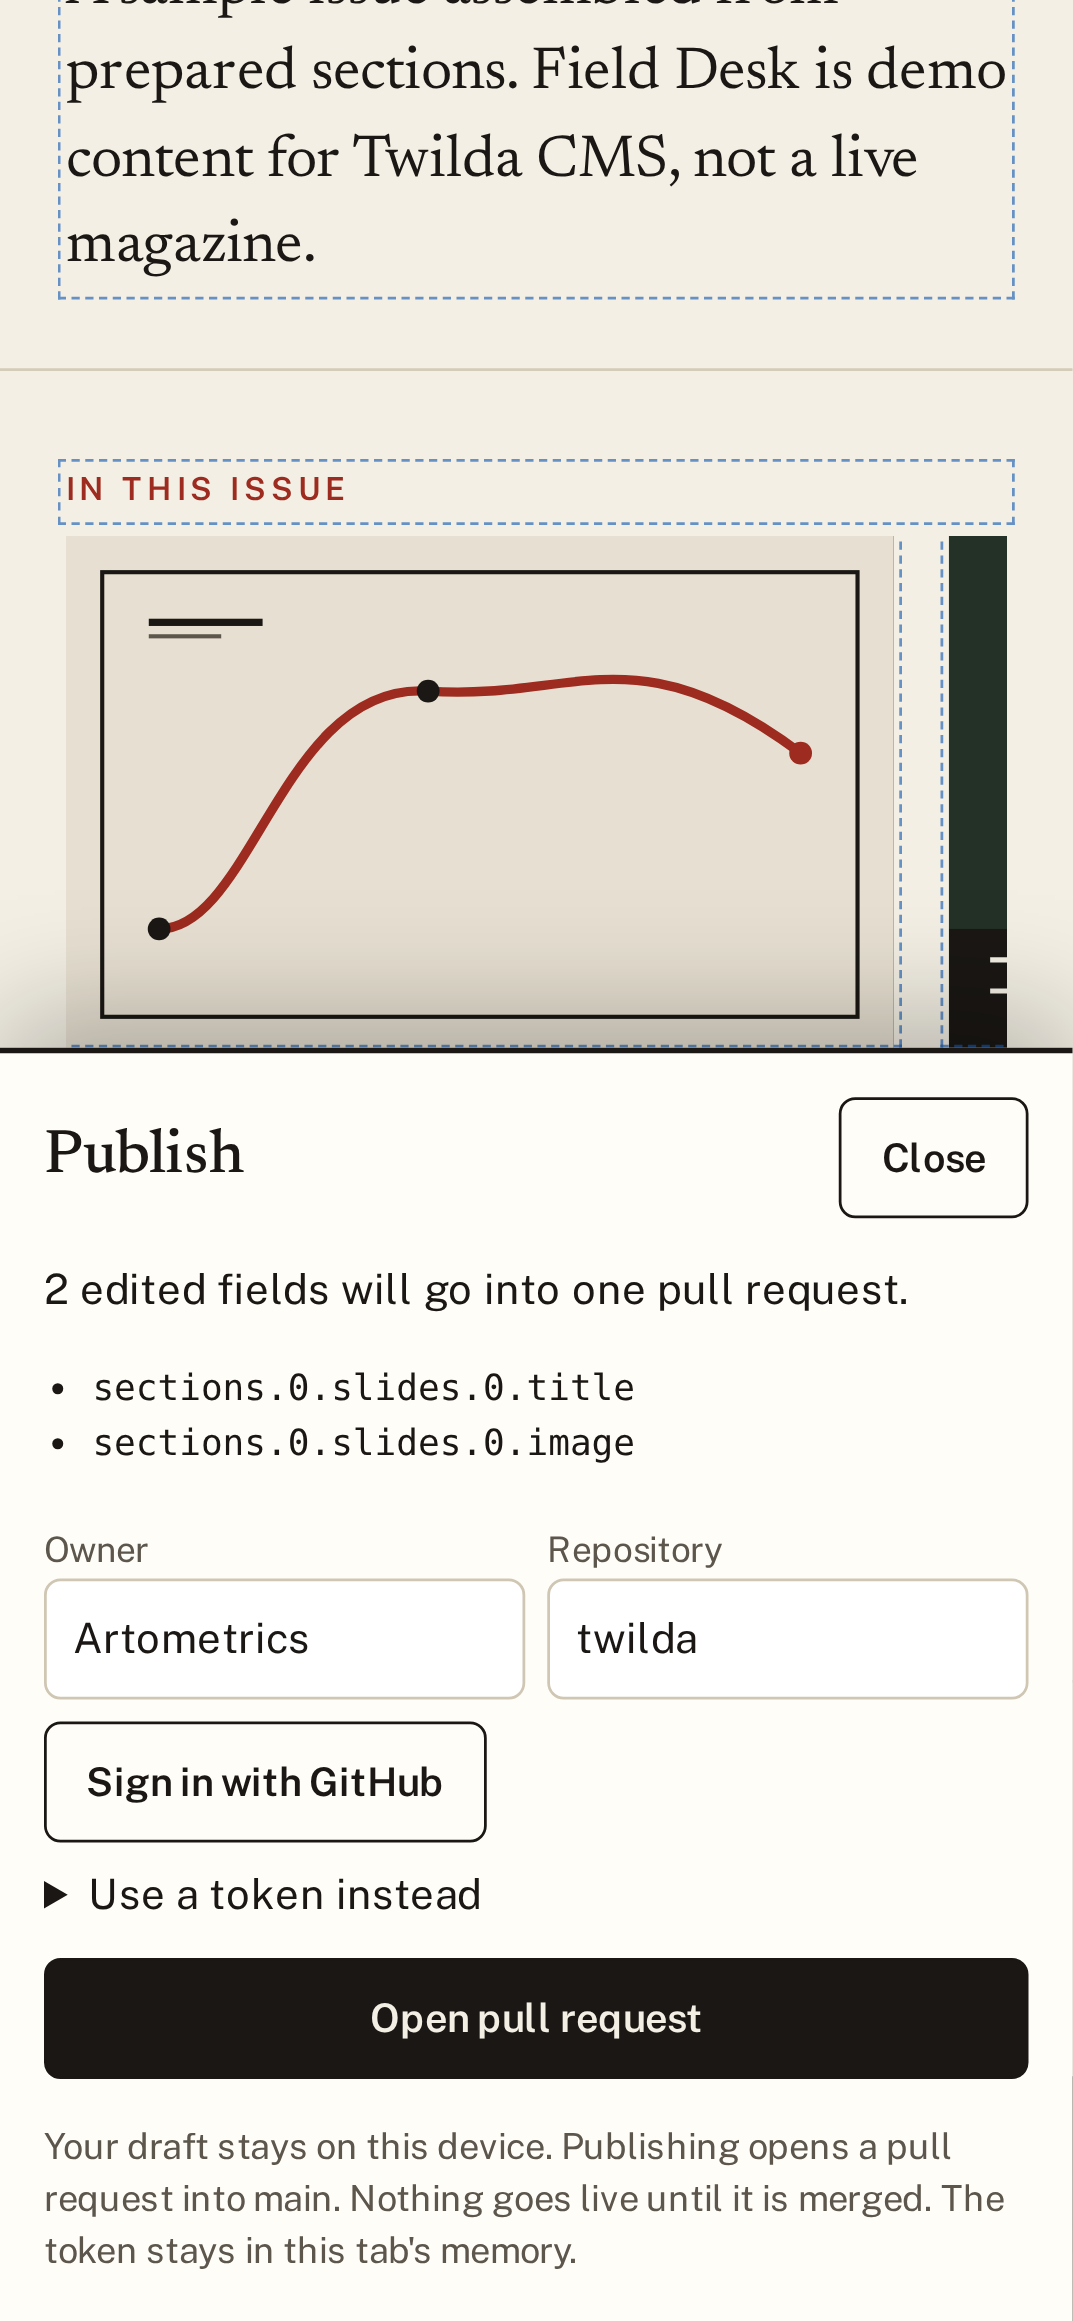 A sample issue assembled from
prepared sections. Field Desk is demo
content for Twilda CMS, not a live
magazine.
IN THIS ISSUE
Publish
Close
2 edited fields will go into one pull request.
• sections.0.slides.0.title
• sections.0.slides.0.image
Owner
Repository
Artometrics
twilda
Sign in with GitHub
Use a token instead
Open pull request
Your draft stays on this device. Publishing opens a pull
request into main. Nothing goes live until it is merged. The
token stays in this tab's memory.